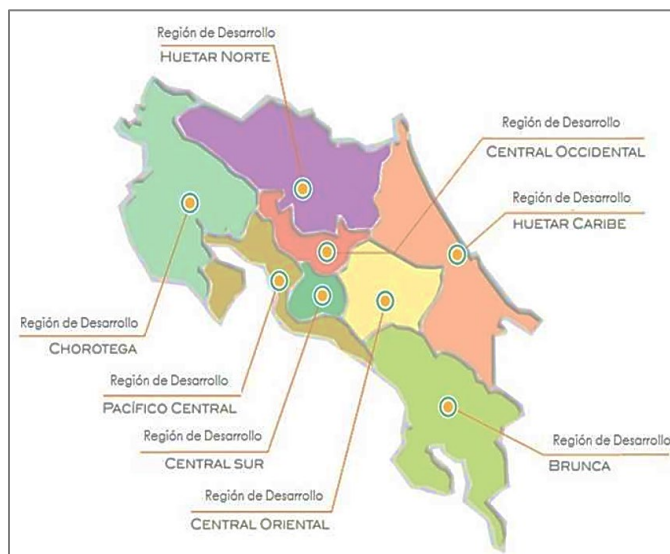 Región de Desarrollo
HUETAR NORTE
Región de Desarrollo
CENTRAL OCCIDENTAL
Región de Desarrollo
HUETAR CARIBE
Región de Desarrollo
CHOROTEGA
Región de Desarrollo
PACÍFICO CENTRAL
Región de Desarrollo
CENTRAL SUR
Región de Desarrollo
BRUNCA
Región de Desarrollo
CENTRAL ORIENTAL